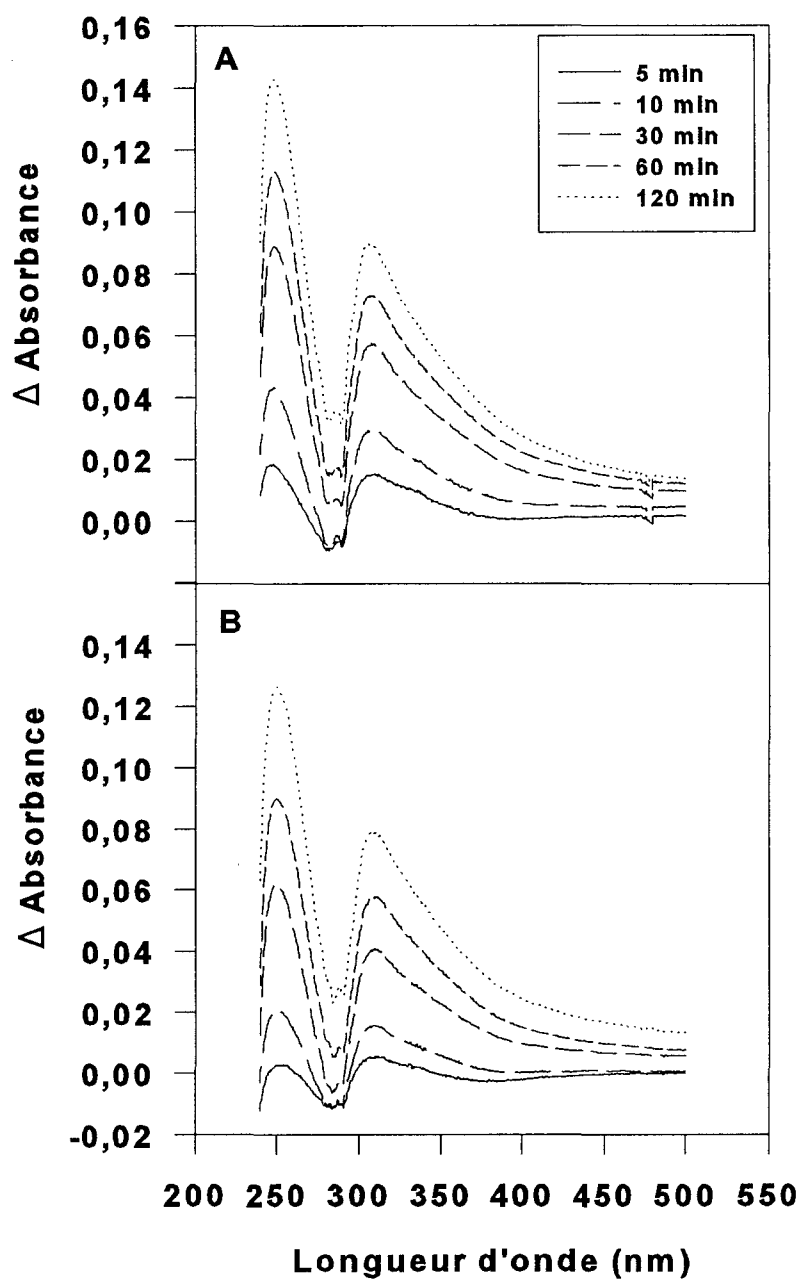 0,16
A
5 min
0,14
10 min
30 min
0,12
60 min
120 min
0,10
Δ Absorbance
0,08
0,06
0,04
0,02
0,00
B
0,14
0,12
0,10
Δ Absorbance
0,08
0,06
0,04
0,02
0,00
-0,02
200 250 300 350 400 450 500 550
Longueur d'onde (nm)